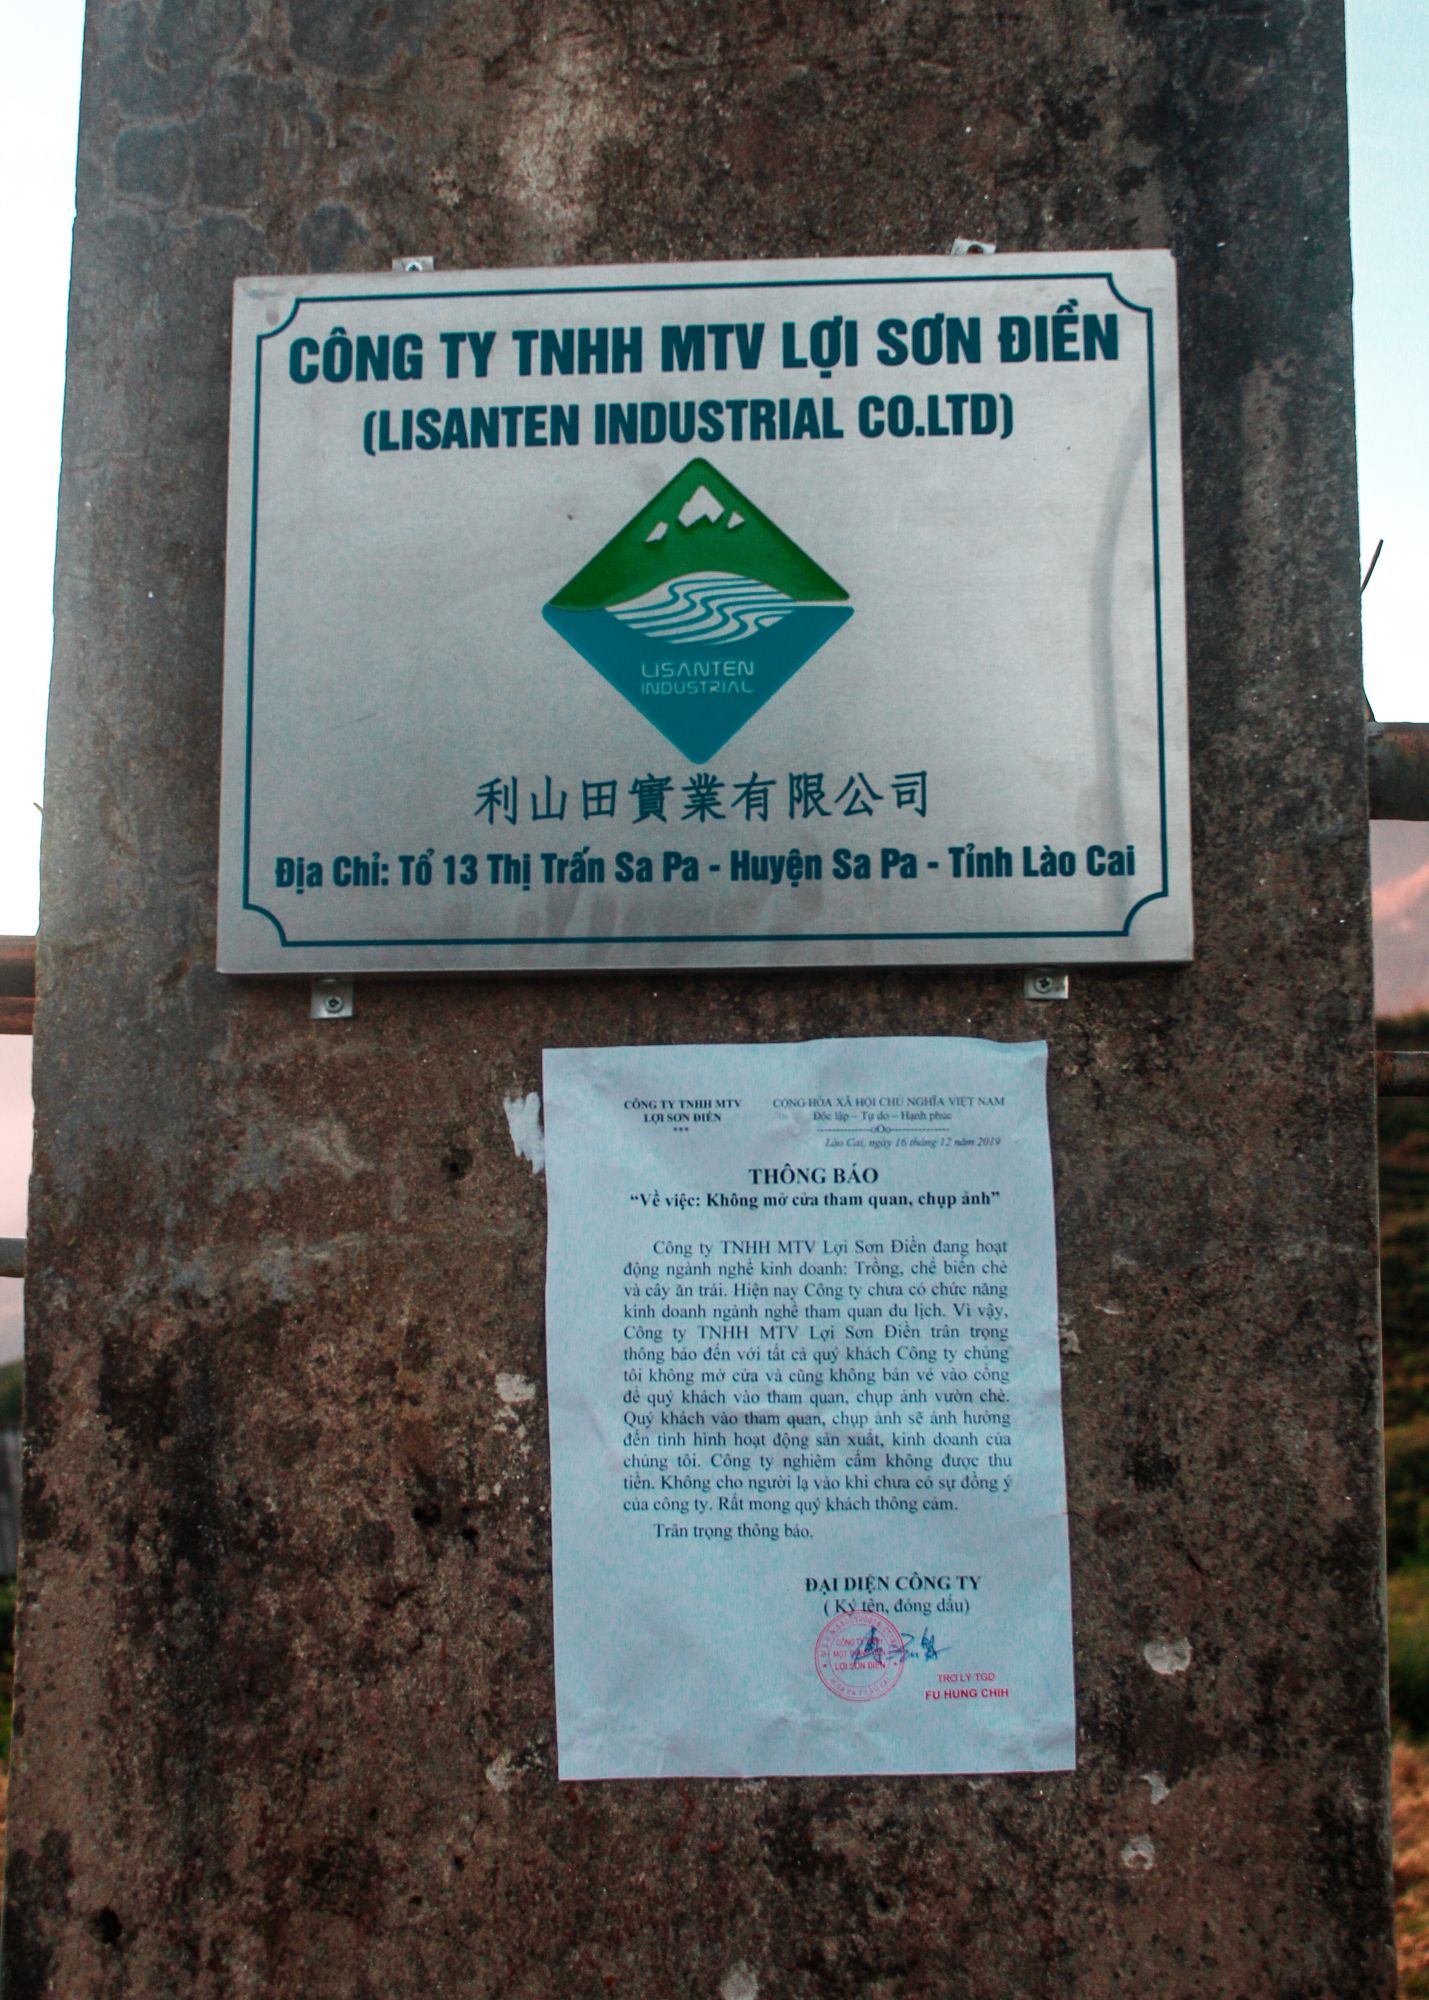 CÔNG TY TNHH MTV LỢI SƠN ĐIỀN
(LISANTEN INDUSTRIAL CO.LTD)
LISANTEN
INDUSTRIAL
利山田實業有限公司
Địa Chỉ: Tổ 13 Thị Trấn Sa Pa - Huyện Sa Pa - Tỉnh Lào Cai
CÔNG TY TNHH MTV
LỢI SƠN ĐIỀN
***
CỘNG HÒA XÃ HỘI CHỦ NGHĨA VIỆT NAM
Độc lập – Tự do – Hạnh phúc
---------------oOo---------------
Lào Cai, ngày 16 tháng 12 năm 2019
THÔNG BÁO
“Về việc: Không mở cửa tham quan, chụp ảnh”
Công ty TNHH MTV Lợi Sơn Điền đang hoạt
động ngành nghề kinh doanh: Trồng, chế biến chè
và cây ăn trái. Hiện nay Công ty chưa có chức năng
kinh doanh ngành nghề tham quan du lịch. Vì vậy,
Công ty TNHH MTV Lợi Sơn Điền trân trọng
thông báo đến với tất cả quý khách Công ty chúng
tôi không mở cửa và cũng không bán vé vào cổng
để quý khách vào tham quan, chụp ảnh vườn chè.
Quý khách vào tham quan, chụp ảnh sẽ ảnh hưởng
đến tình hình hoạt động sản xuất, kinh doanh của
chúng tôi. Công ty nghiêm cấm không được thu
tiền. Không cho người lạ vào khi chưa có sự đồng ý
của công ty. Rất mong quý khách thông cảm.
Trân trọng thông báo.
ĐẠI DIỆN CÔNG TY
( Ký tên, đóng dấu)
CÔNG TY TNHH
MỘT THÀNH VIÊN
LỢI SƠN ĐIỀN
TRỢ LÝ TGĐ
FU HUNG CHIH